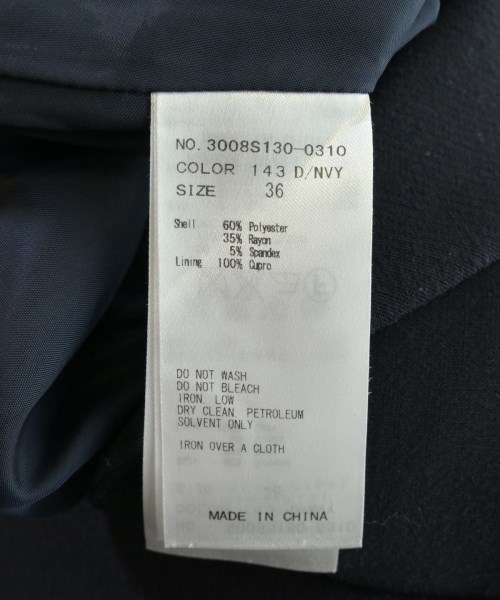 NO. 3008S130-0310
COLOR 143 D/NVY
SIZE 36
Shell 60% Polyester
35% Rayon
5% Spandex
Lining 100% Cupro
DO NOT WASH
DO NOT BLEACH
IRON LOW
DRY CLEAN PETROLEUM
SOLVENT ONLY
IRON OVER A CLOTH
MADE IN CHINA